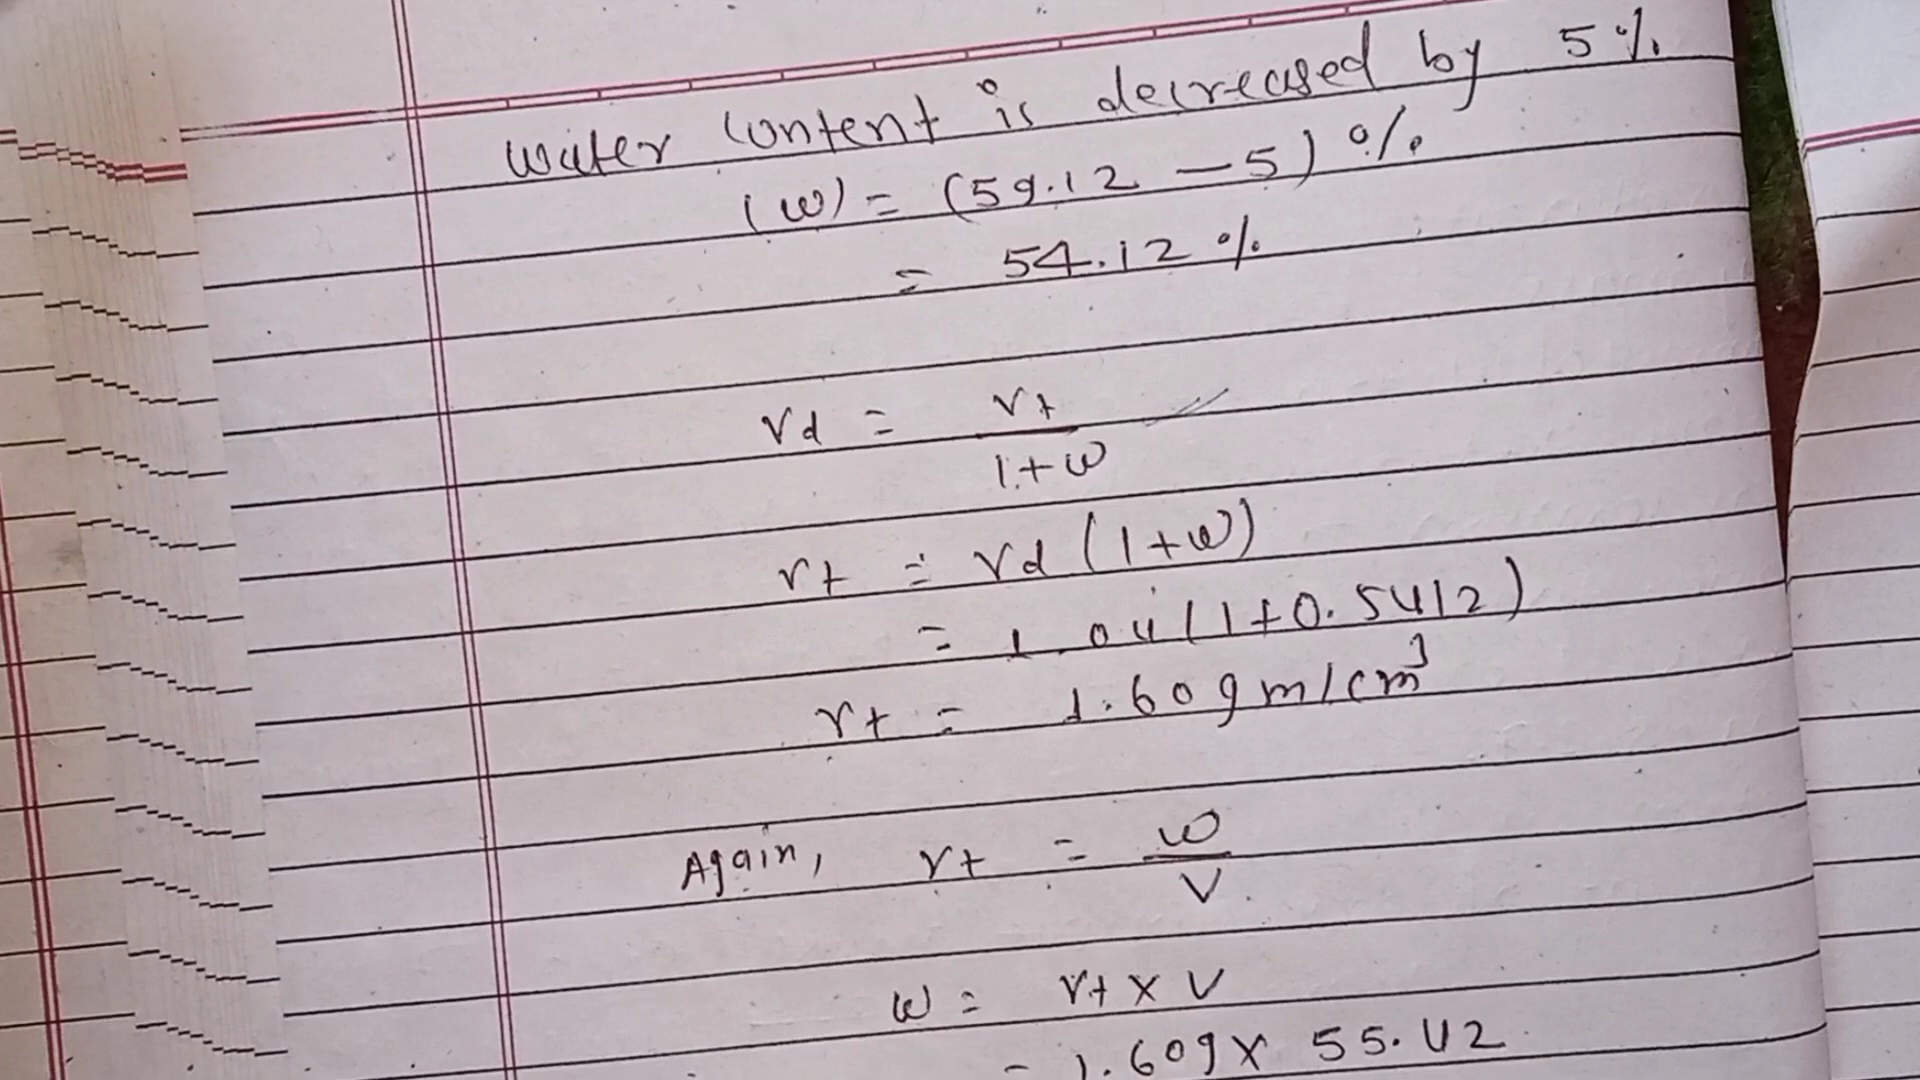 water content is decreased by 5%
(w) = (59.12 - 5) %
= 54.12 %
γd = γt / 1+w
γt = γd (1+w)
= 1.04 (1+0.5412)
γt = 1.60 gm/cm³
Again, γt = w / V
w = γt × V
= 1.609 × 55.42